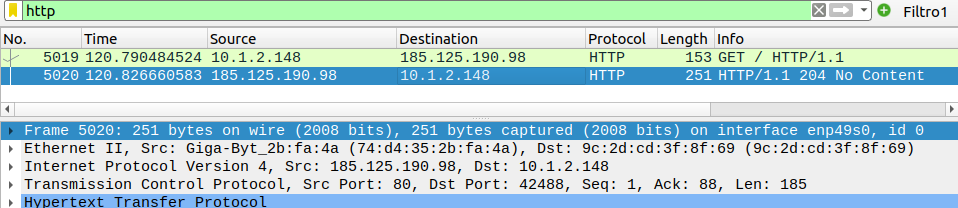 http Filtro1
No. Time Source Destination Protocol Length Info
5019 120.790484524 10.1.2.148 185.125.190.98 HTTP 153 GET / HTTP/1.1
5020 120.826660583 185.125.190.98 10.1.2.148 HTTP 251 HTTP/1.1 204 No Content
Frame 5020: 251 bytes on wire (2008 bits), 251 bytes captured (2008 bits) on interface enp49s0, id 0
Ethernet II, Src: Giga-Byt_2b:fa:4a (74:d4:35:2b:fa:4a), Dst: 9c:2d:cd:3f:8f:69 (9c:2d:cd:3f:8f:69)
Internet Protocol Version 4, Src: 185.125.190.98, Dst: 10.1.2.148
Transmission Control Protocol, Src Port: 80, Dst Port: 42488, Seq: 1, Ack: 88, Len: 185
Hypertext Transfer Protocol